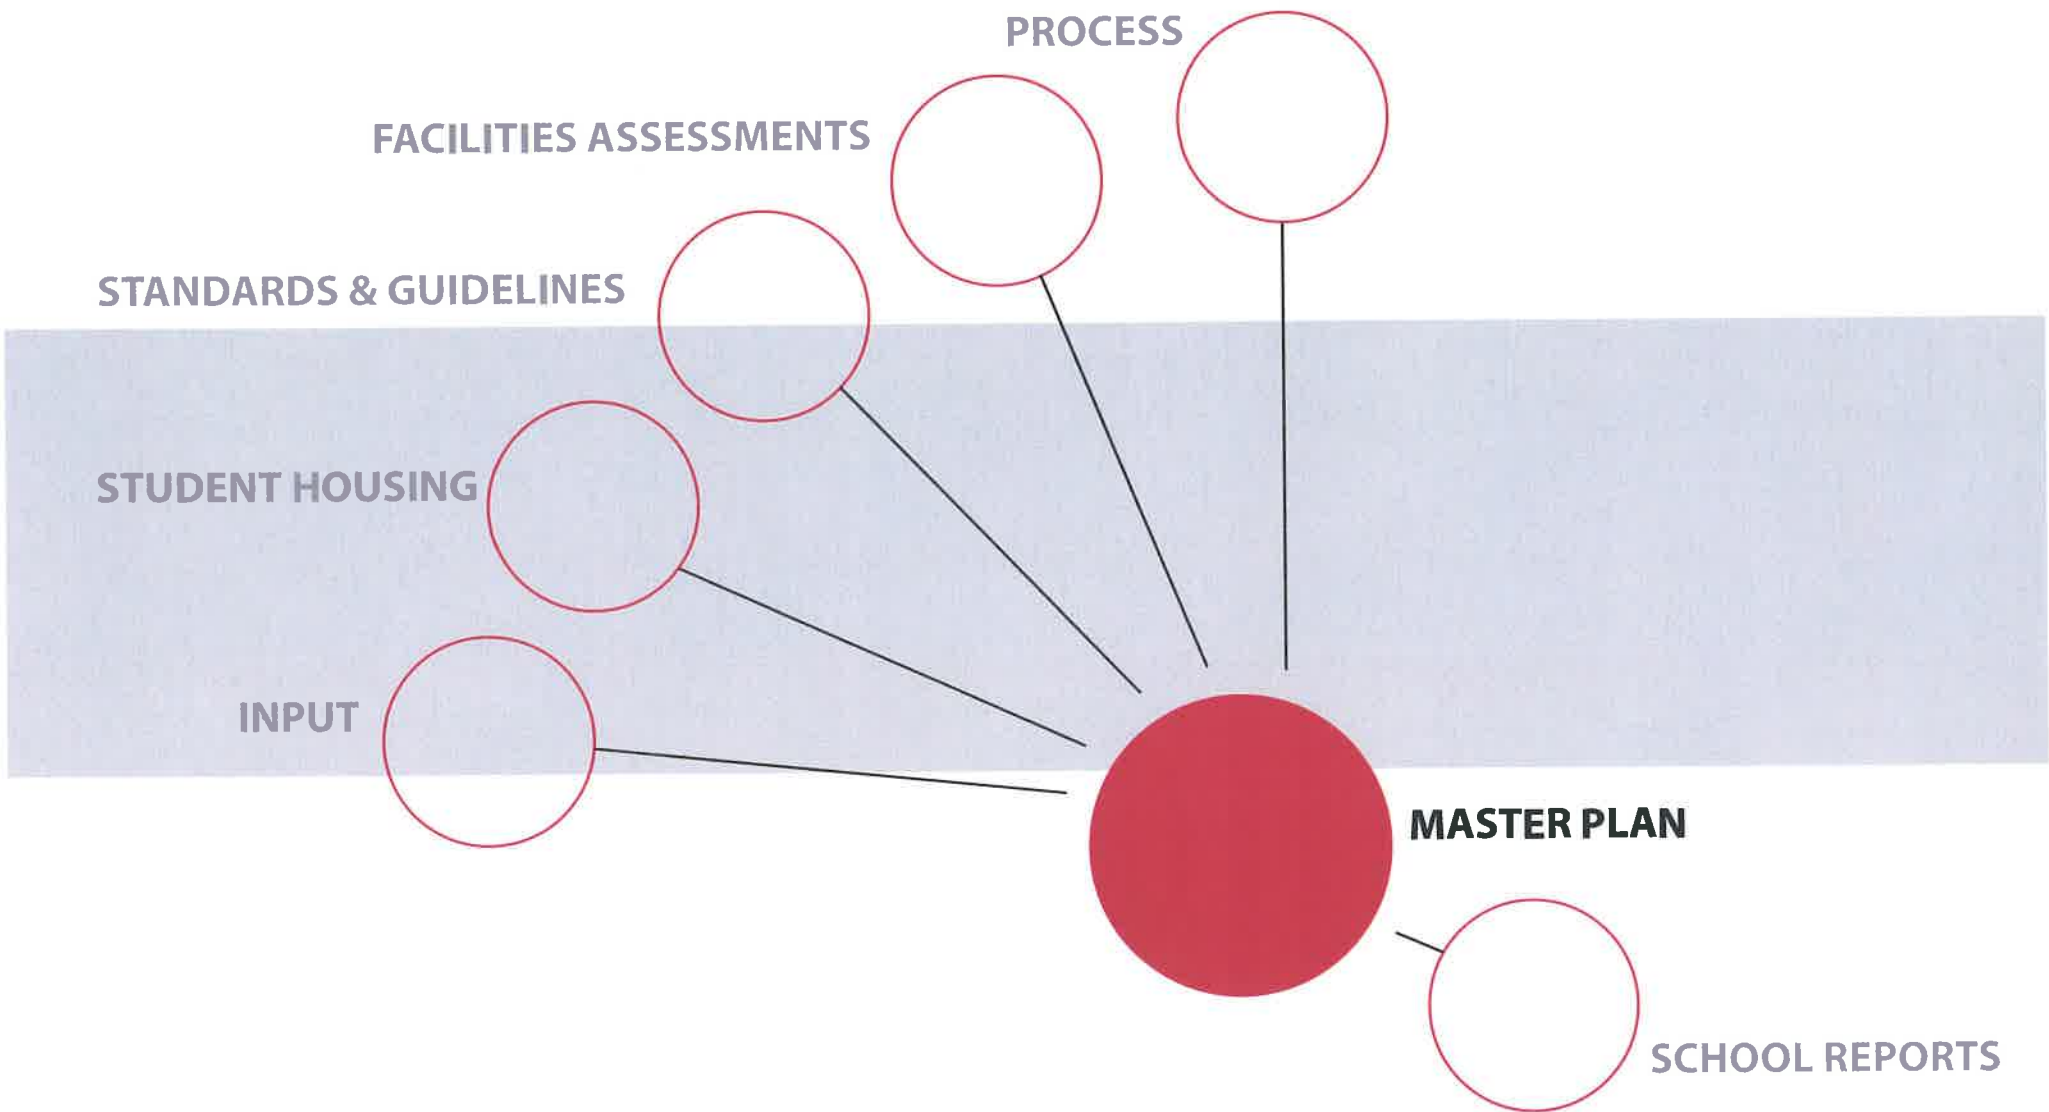 PROCESS
FACILITIES ASSESSMENTS
STANDARDS & GUIDELINES
STUDENT HOUSING
INPUT
MASTER PLAN
SCHOOL REPORTS